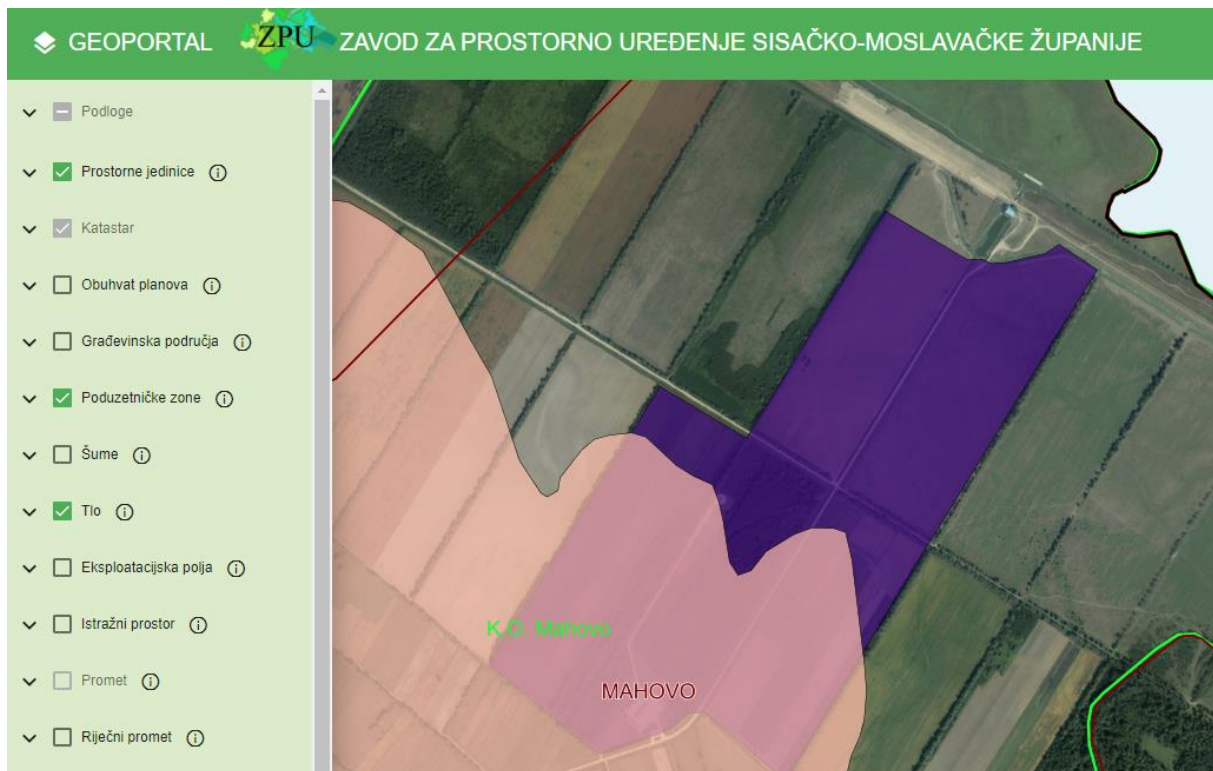 GEOPORTAL ZPU ZAVOD ZA PROSTORNO UREĐENJE SISAČKO-MOSLAVAČKE ŽUPANIJE
Podloge
Prostorne jedinice
Katastar
Obuhvat planova
Građevinska područja
Poduzetničke zone
Šume
Tlo
Eksploatacijska polja
Istražni prostor
Promet
Riječni promet
K.O. Mahovo
MAHOVO